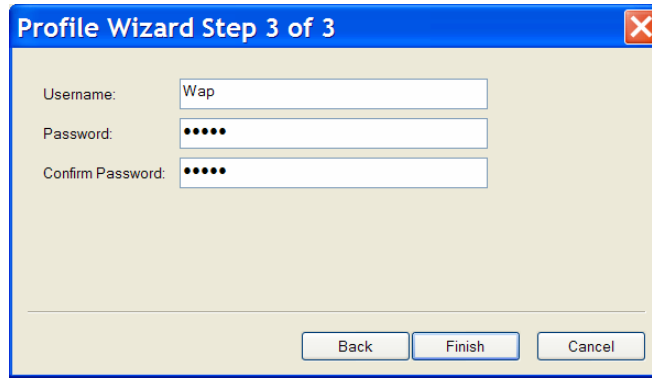 Profile Wizard Step 3 of 3
Username: Wap
Password: •••••
Confirm Password: •••••
Back Finish Cancel